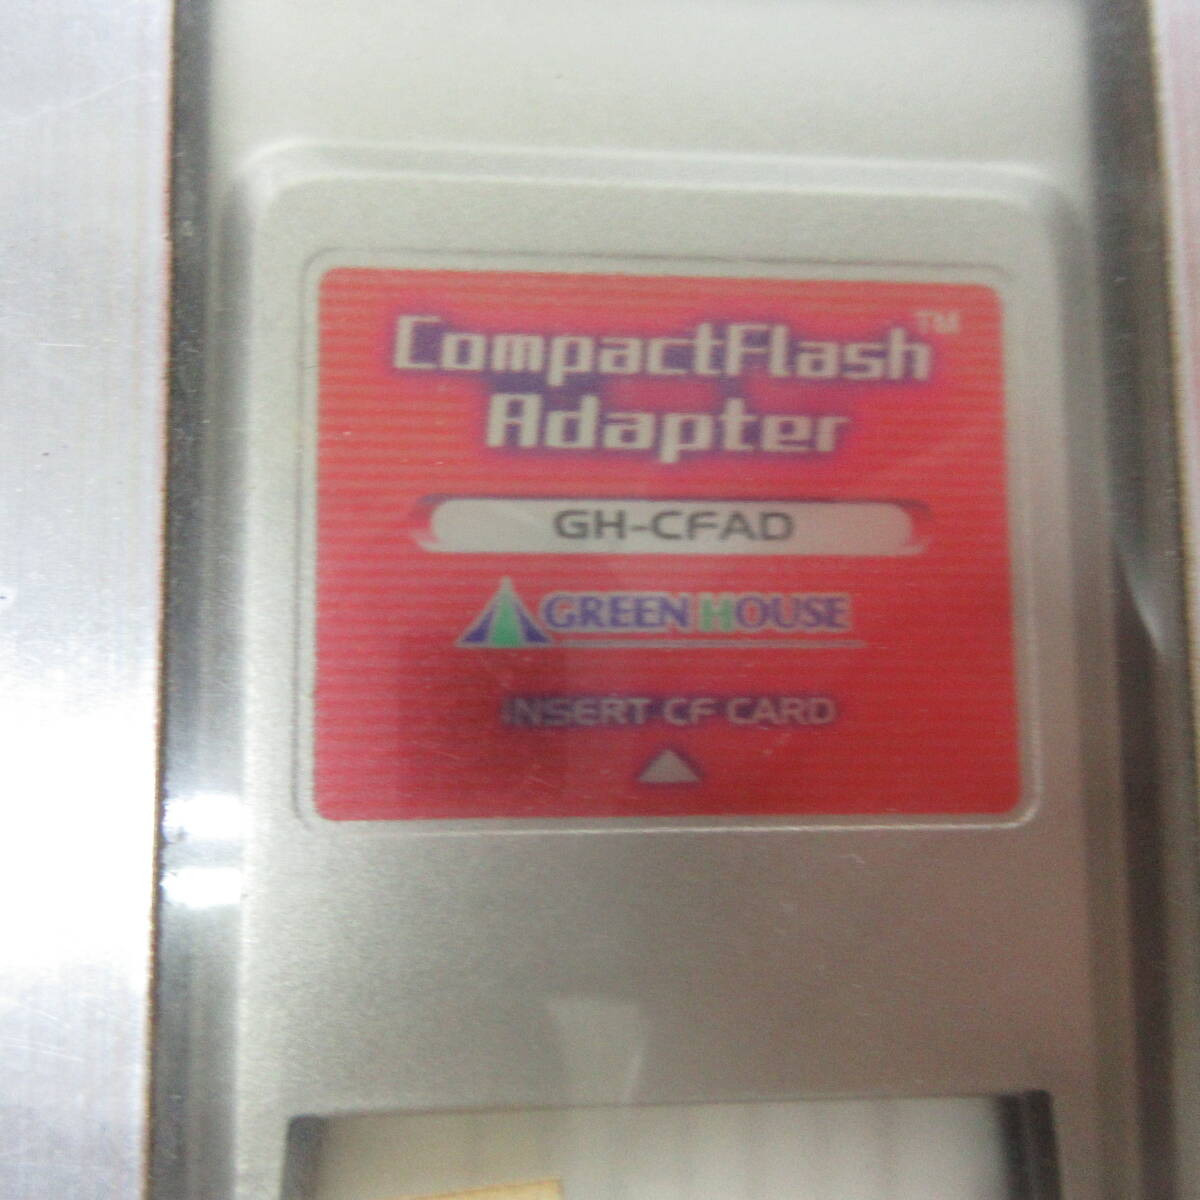 CompactFlash™
Adapter
GH-CFAD
GREEN HOUSE
INSERT CF CARD